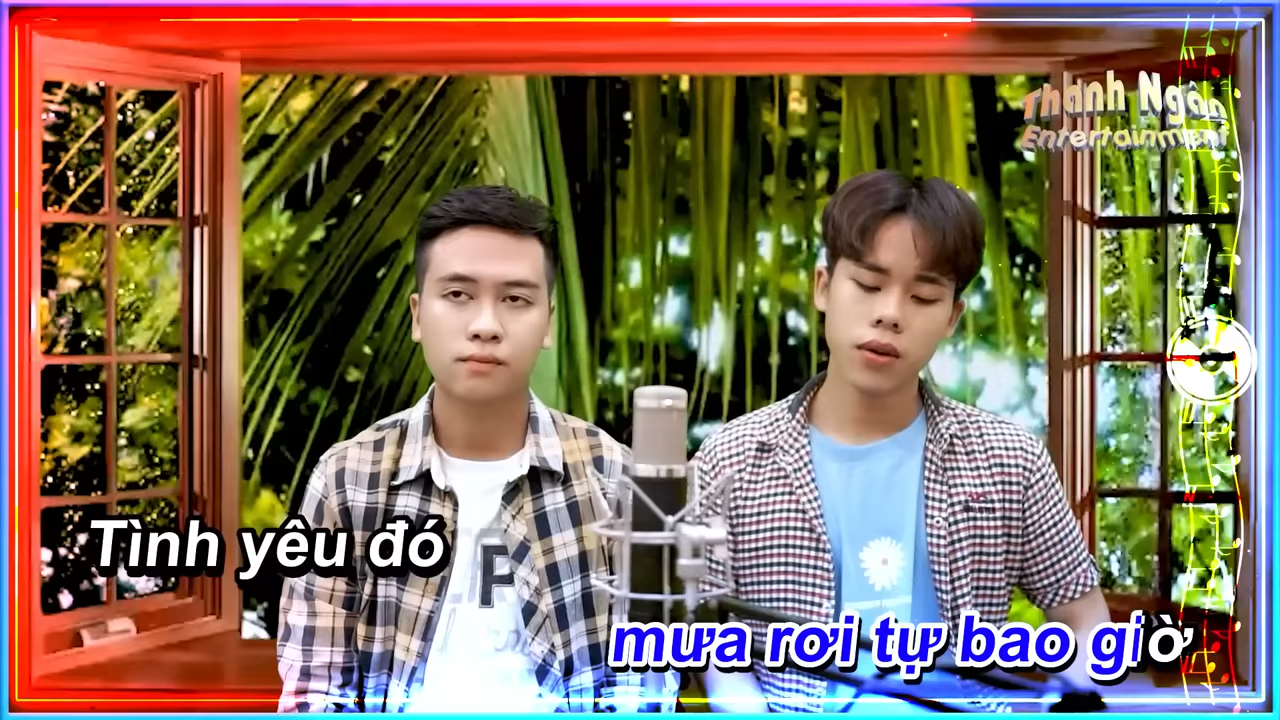 Thanh Ngân
Entertainment
Tình yêu đó
mưa rơi tự bao giờ